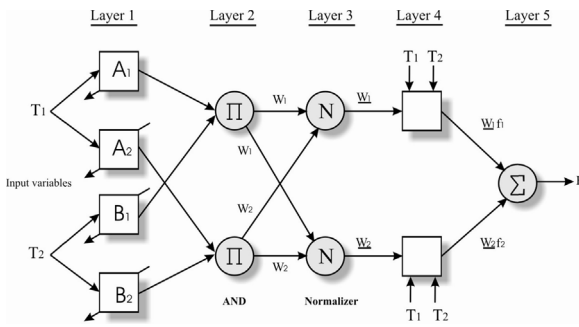 Layer 1 Layer 2 Layer 3 Layer 4 Layer 5
T1 T2
A1
W1 W1
T1 Π N W1f1
A2 W1
Input variables Σ
B1 W2
T2 Π W2 N W2 W2f2
B2
AND Normalizer T1 T2